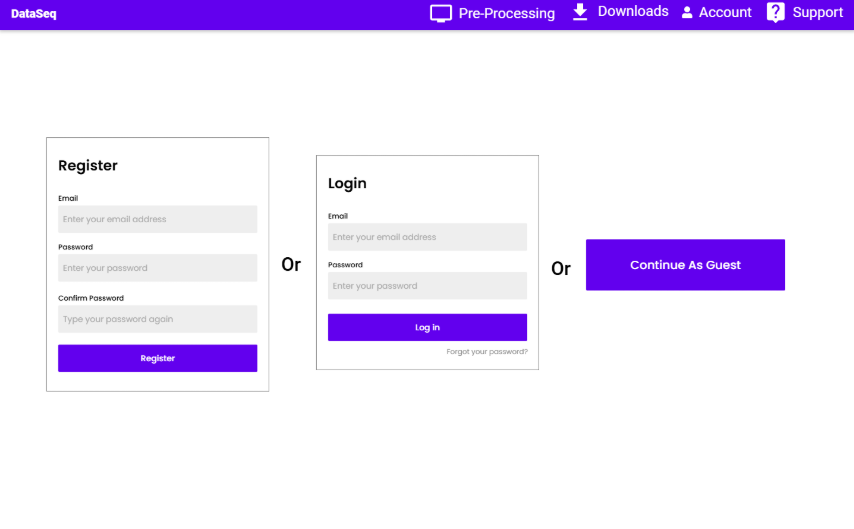 DataSeq Pre-Processing Downloads Account ? Support
Register
Email
Enter your email address
Password
Enter your password
Confirm Password
Type your password again
Register
Or
Login
Email
Enter your email address
Password
Enter your password
Log in
Forgot your password?
Or
Continue As Guest